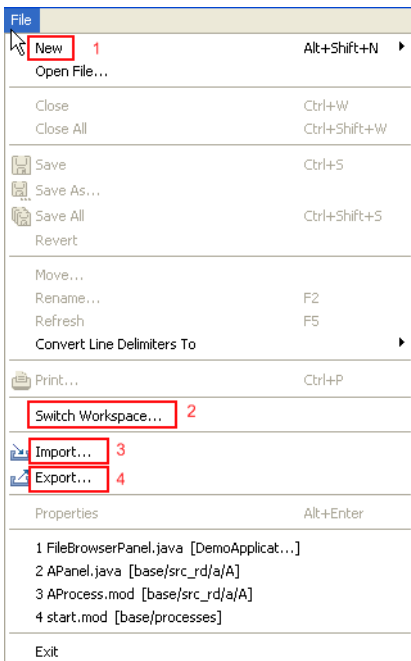 File
New 1 Alt+Shift+N
Open File...
Close Ctrl+W
Close All Ctrl+Shift+W
Save Ctrl+S
Save As...
Save All Ctrl+Shift+S
Revert
Move...
Rename... F2
Refresh F5
Convert Line Delimiters To
Print... Ctrl+P
Switch Workspace... 2
Import... 3
Export... 4
Properties Alt+Enter
1 FileBrowserPanel.java [DemoApplicat...]
2 APanel.java [base/src_rd/a/A]
3 AProcess.mod [base/src_rd/a/A]
4 start.mod [base/processes]
Exit